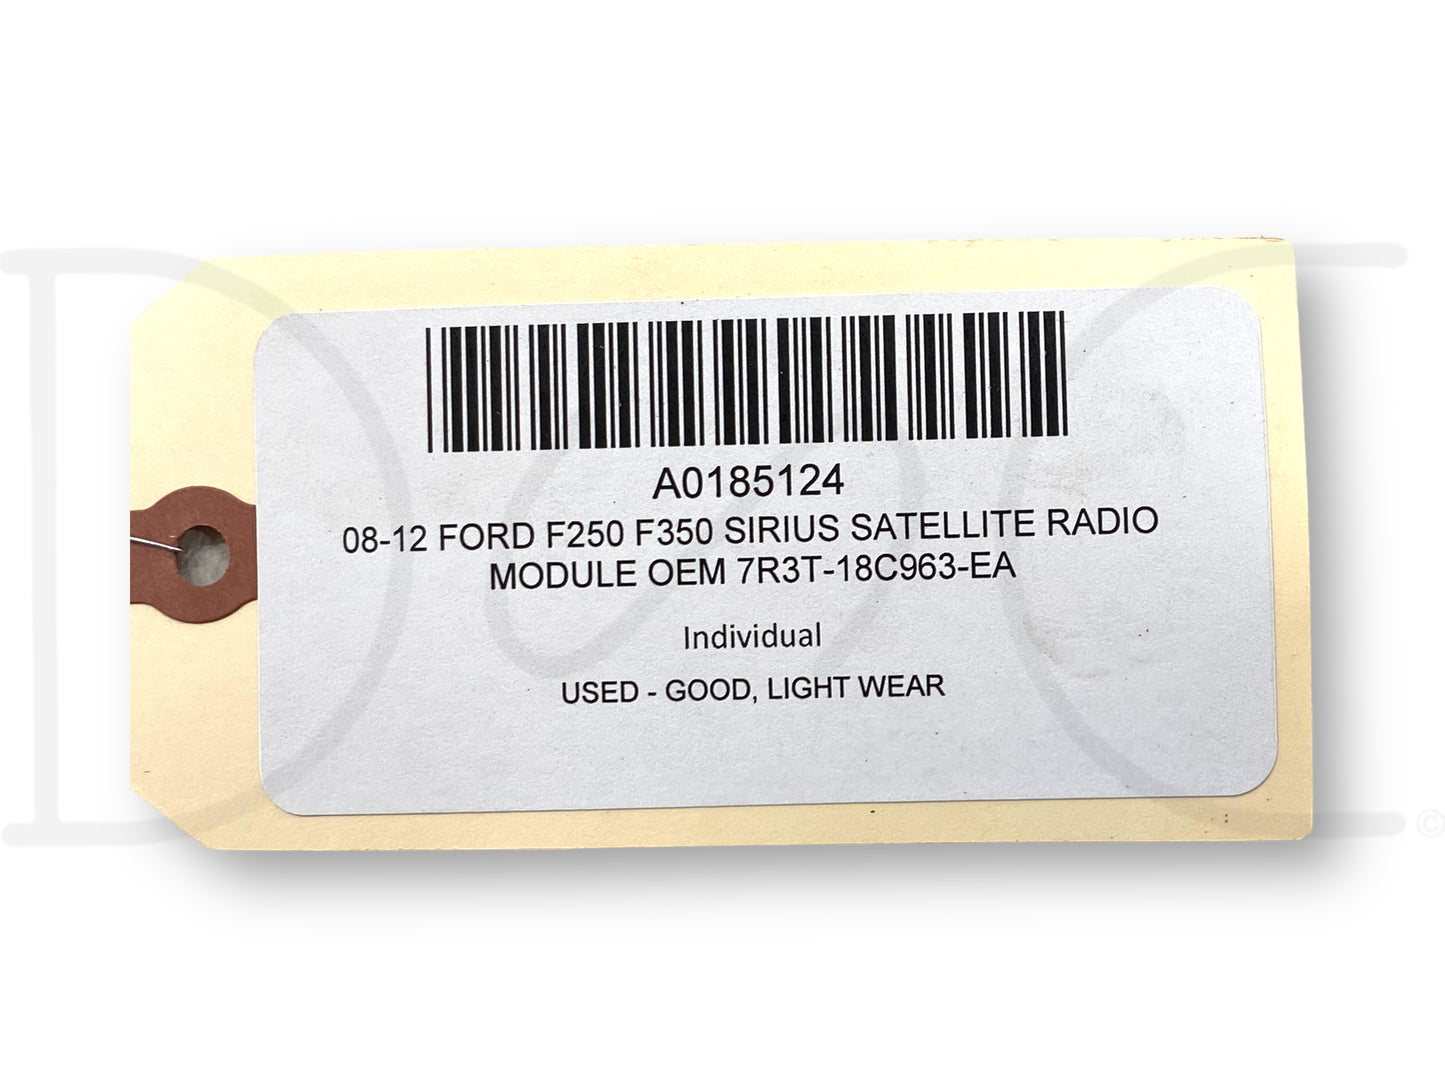 A0185124
08-12 FORD F250 F350 SIRIUS SATELLITE RADIO
MODULE OEM 7R3T-18C963-EA
Individual
USED - GOOD, LIGHT WEAR
©